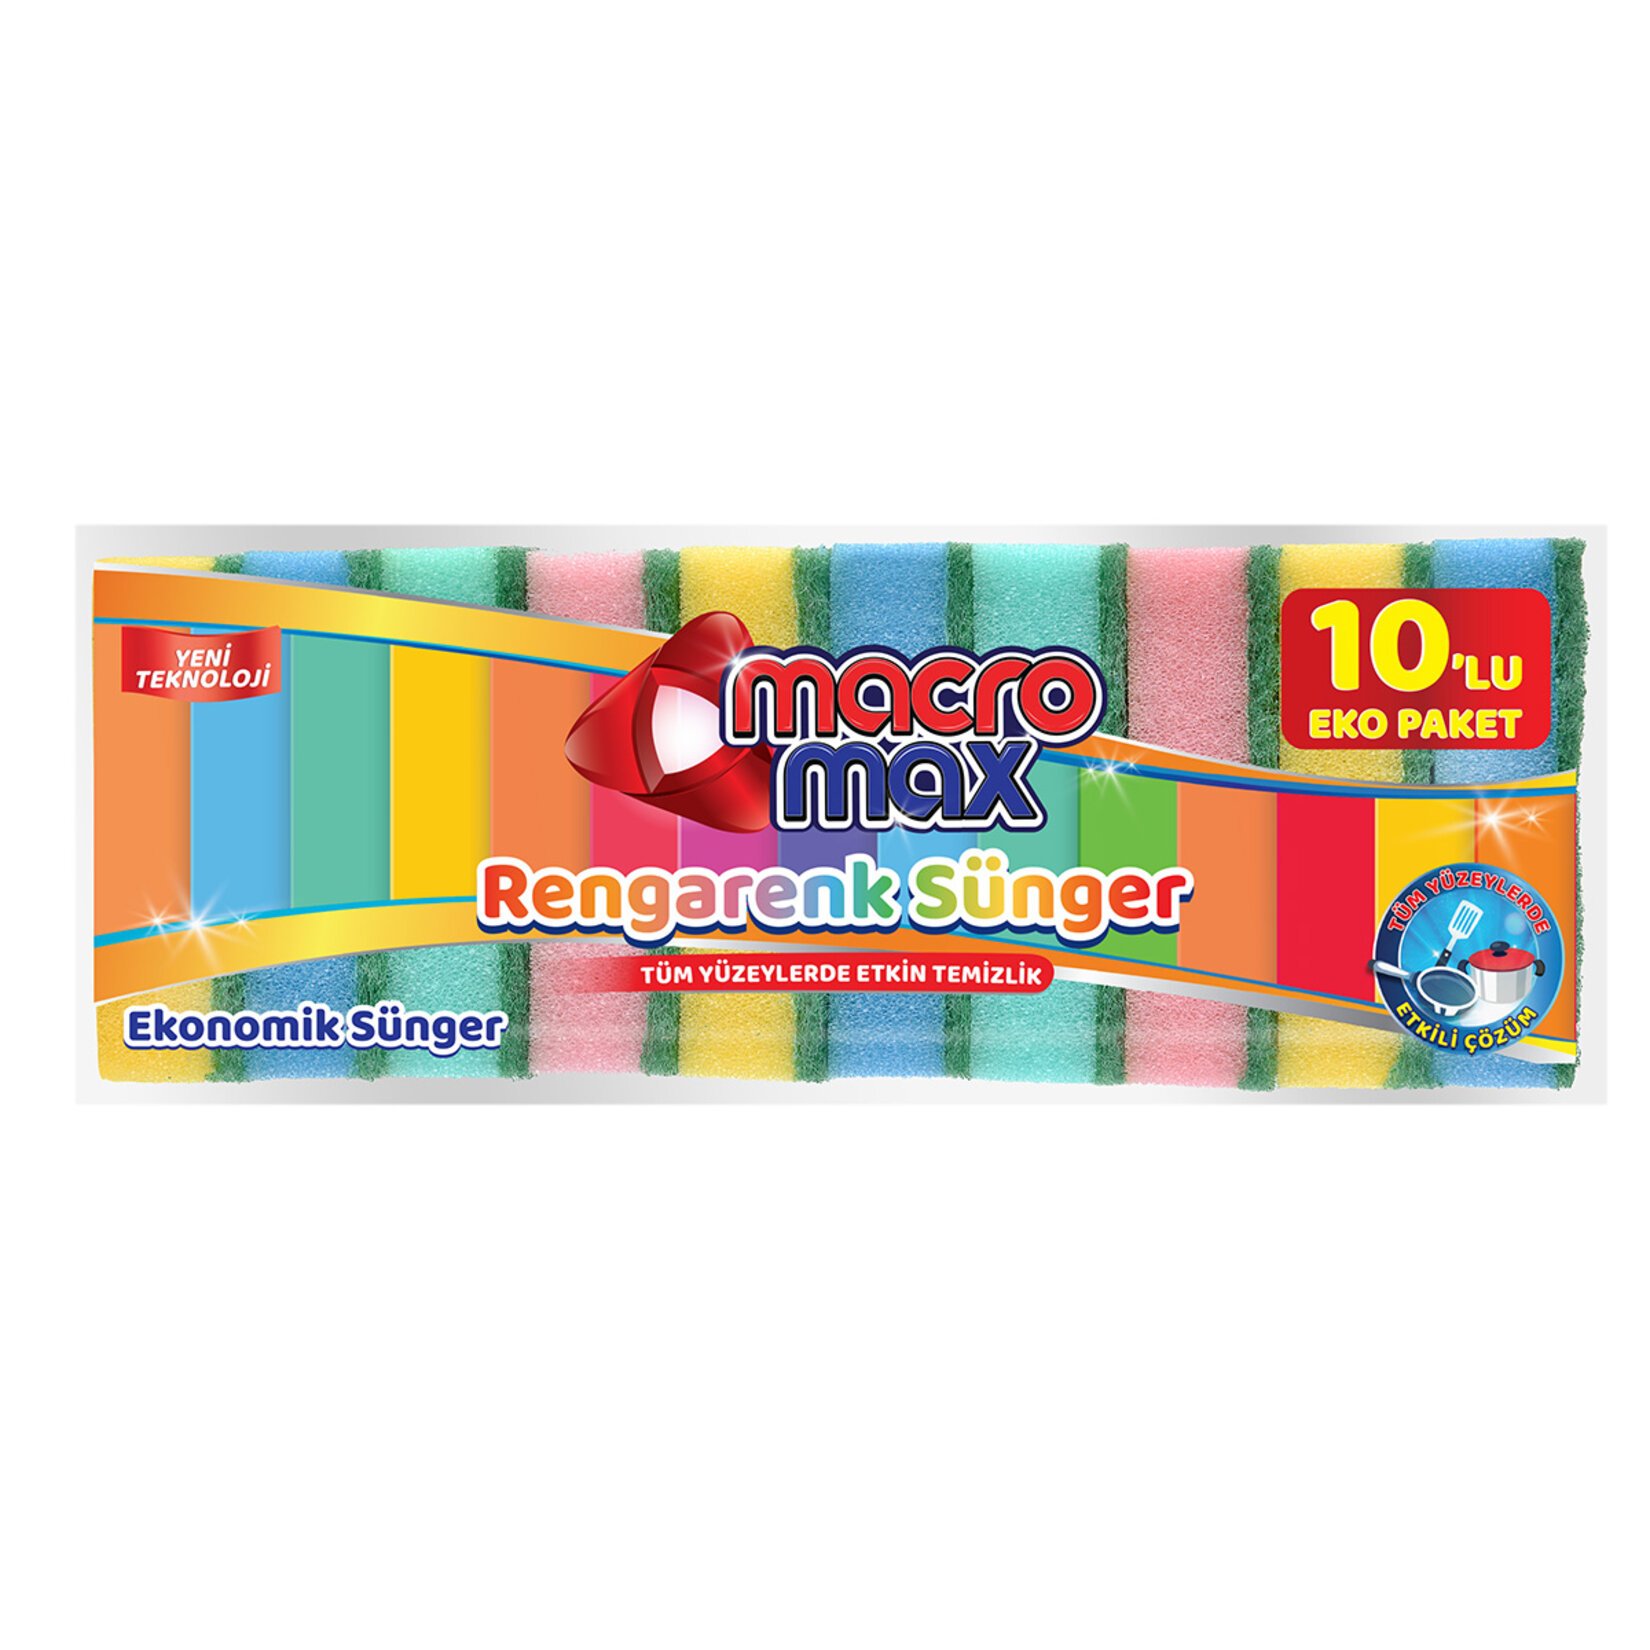 YENİ
TEKNOLOJİ
macro
max
10'LU
EKO PAKET
Rengarenk Sünger
TÜM YÜZEYLERDE ETKİN TEMİZLİK
Ekonomik Sünger
TÜM YÜZEYLERDE
ETKİLİ ÇÖZÜM